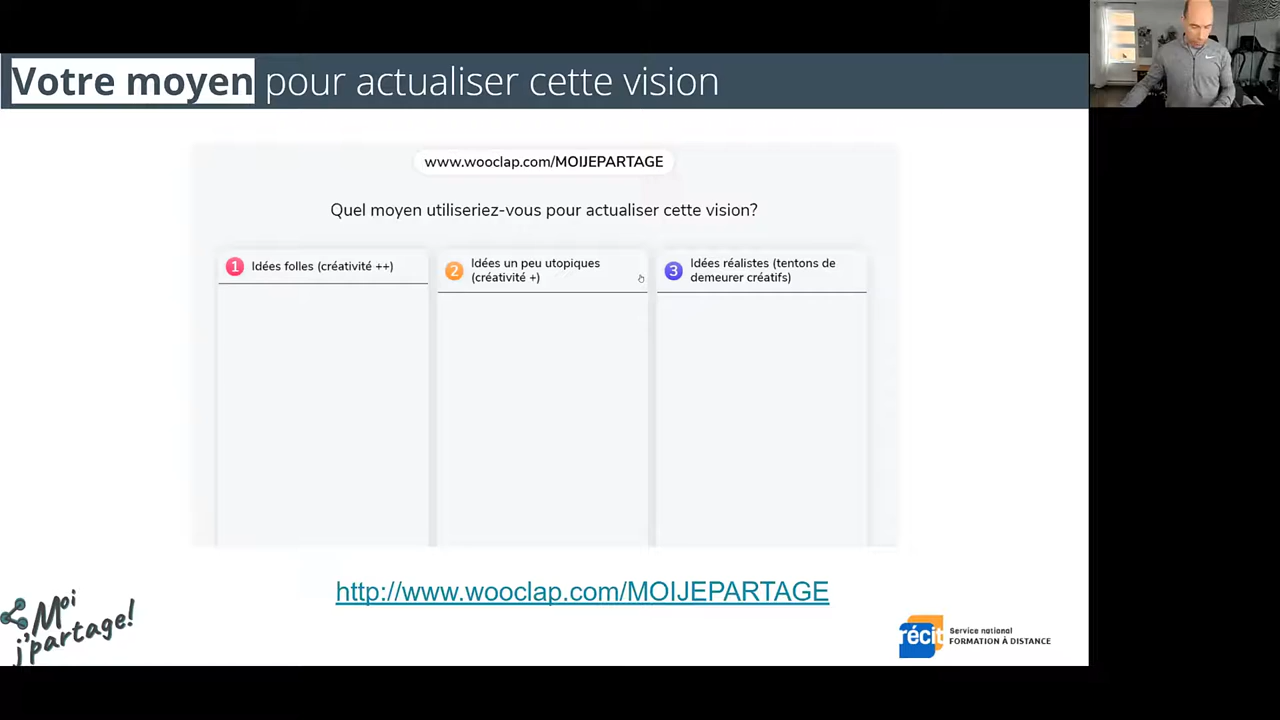 Votre moyen pour actualiser cette vision
www.wooclap.com/MOIJEPARTAGE
Quel moyen utiliseriez-vous pour actualiser cette vision?
1 Idées folles (créativité ++)
2 Idées un peu utopiques
(créativité +)
3 Idées réalistes (tentons de
demeurer créatifs)
http://www.wooclap.com/MOIJEPARTAGE
Moi
j'partage!
récit
Service national
FORMATION À DISTANCE